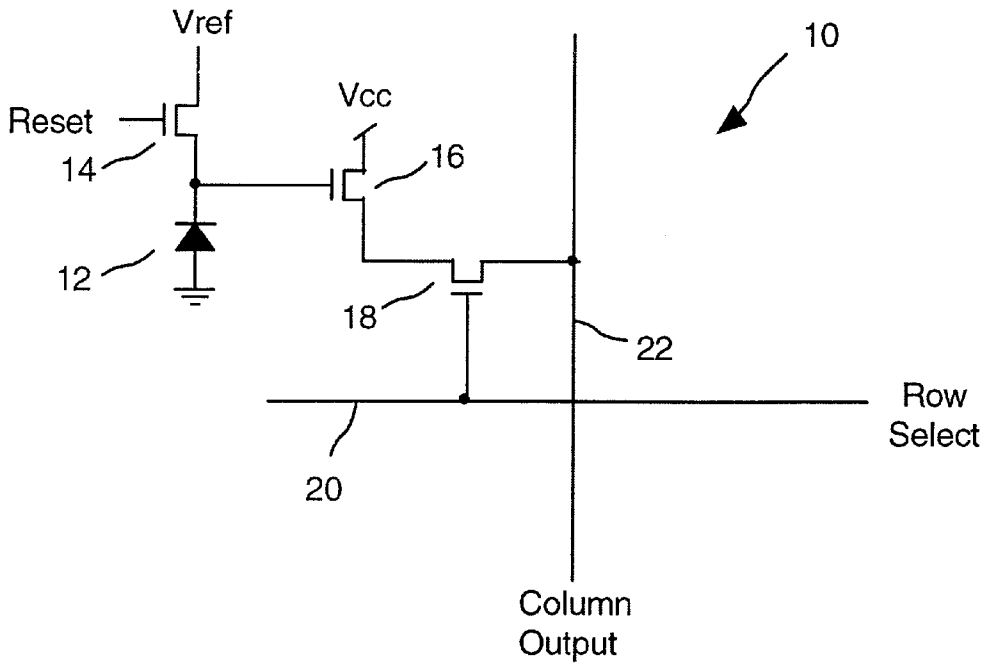 Vref
10
Vcc
Reset
14
16
12
18
22
Row
Select
20
Column
Output